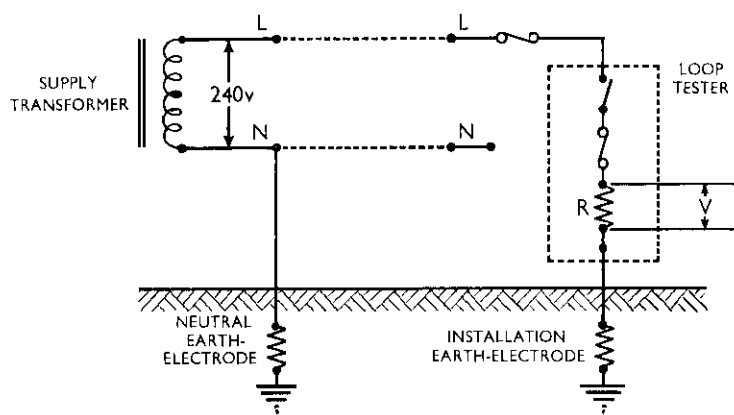 L
L
SUPPLY
TRANSFORMER
240v
LOOP
TESTER
N
N
R
V
NEUTRAL
EARTH-
ELECTRODE
INSTALLATION
EARTH-ELECTRODE